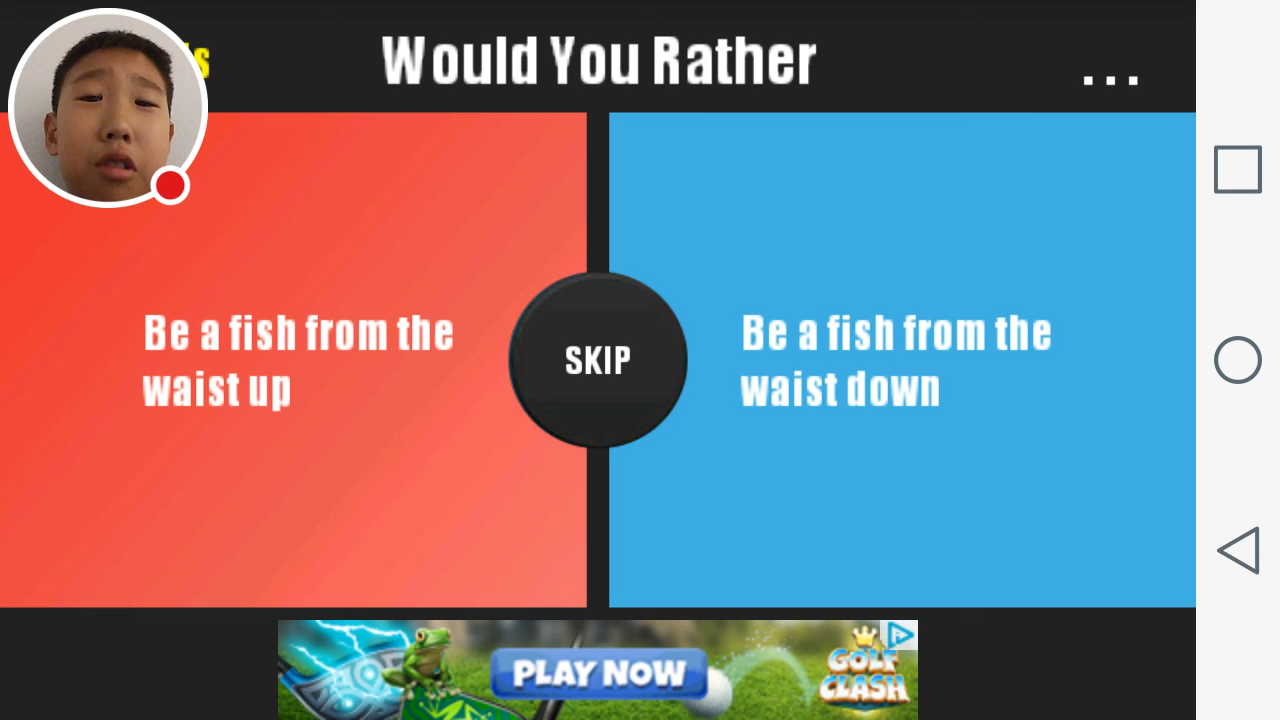 Would You Rather
...
Be a fish from the
waist up
SKIP
Be a fish from the
waist down
PLAY NOW
GOLF
CLASH